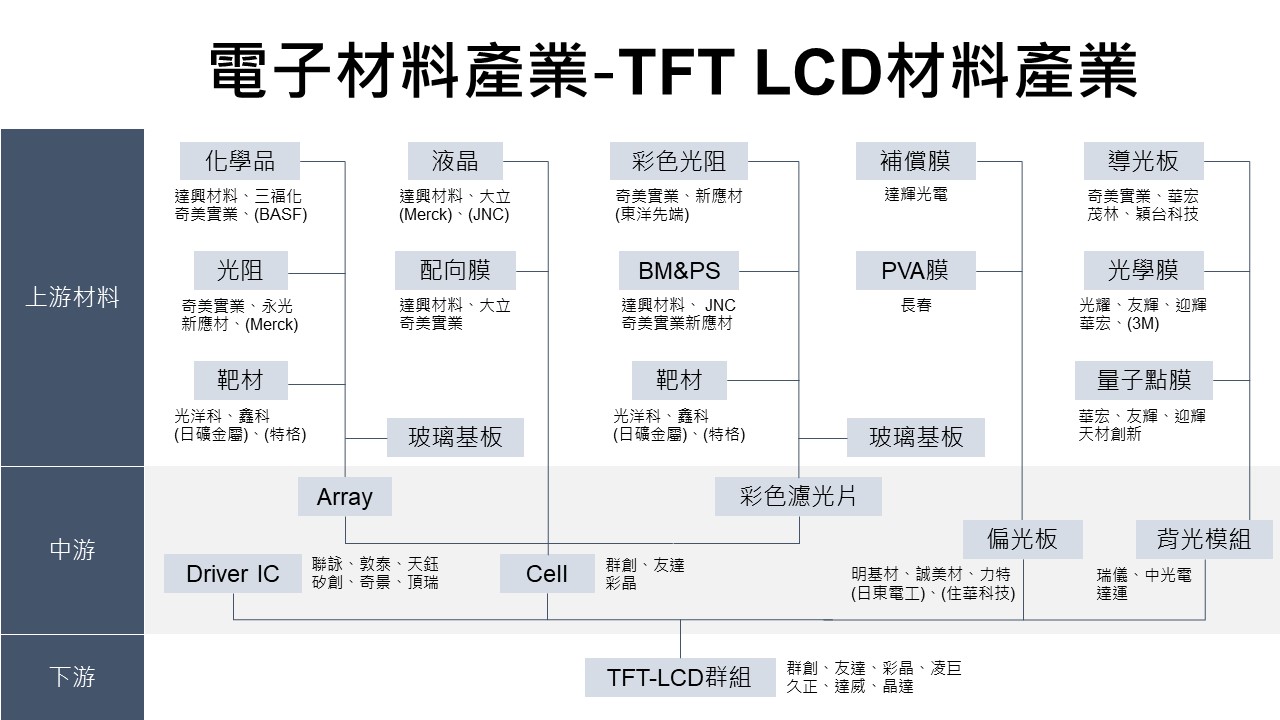 電子材料產業-TFT LCD材料產業
上游材料
化學品
達興材料、三福化
奇美實業、(BASF)
液晶
達興材料、大立
(Merck)、(JNC)
彩色光阻
奇美實業、新應材
(東洋先端)
補償膜
達輝光電
導光板
奇美實業、華宏
茂林、穎台科技
光阻
奇美實業、永光
新應材、(Merck)
配向膜
達興材料、大立
奇美實業
BM&PS
達興材料、 JNC
奇美實業新應材
PVA膜
長春
光學膜
光耀、友輝、迎輝
華宏、(3M)
靶材
光洋科、鑫科
(日礦金屬)、(特格)
玻璃基板
靶材
光洋科、鑫科
(日礦金屬)、(特格)
玻璃基板
量子點膜
華宏、友輝、迎輝
天材創新
中游
Array
彩色濾光片
偏光板
明基材、誠美材、力特
(日東電工)、(住華科技)
背光模組
瑞儀、中光電
達運
Driver IC
聯詠、敦泰、天鈺
矽創、奇景、頂瑞
Cell
群創、友達
彩晶
下游
TFT-LCD群組
群創、友達、彩晶、凌巨
久正、達威、晶達